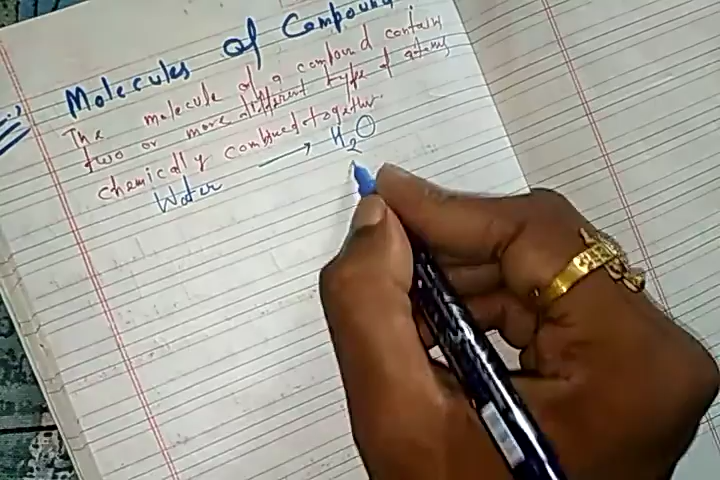 Molecules of Compound
The molecule of a compound contain
two or more different type of atoms
chemically combined together.
Water → H₂O